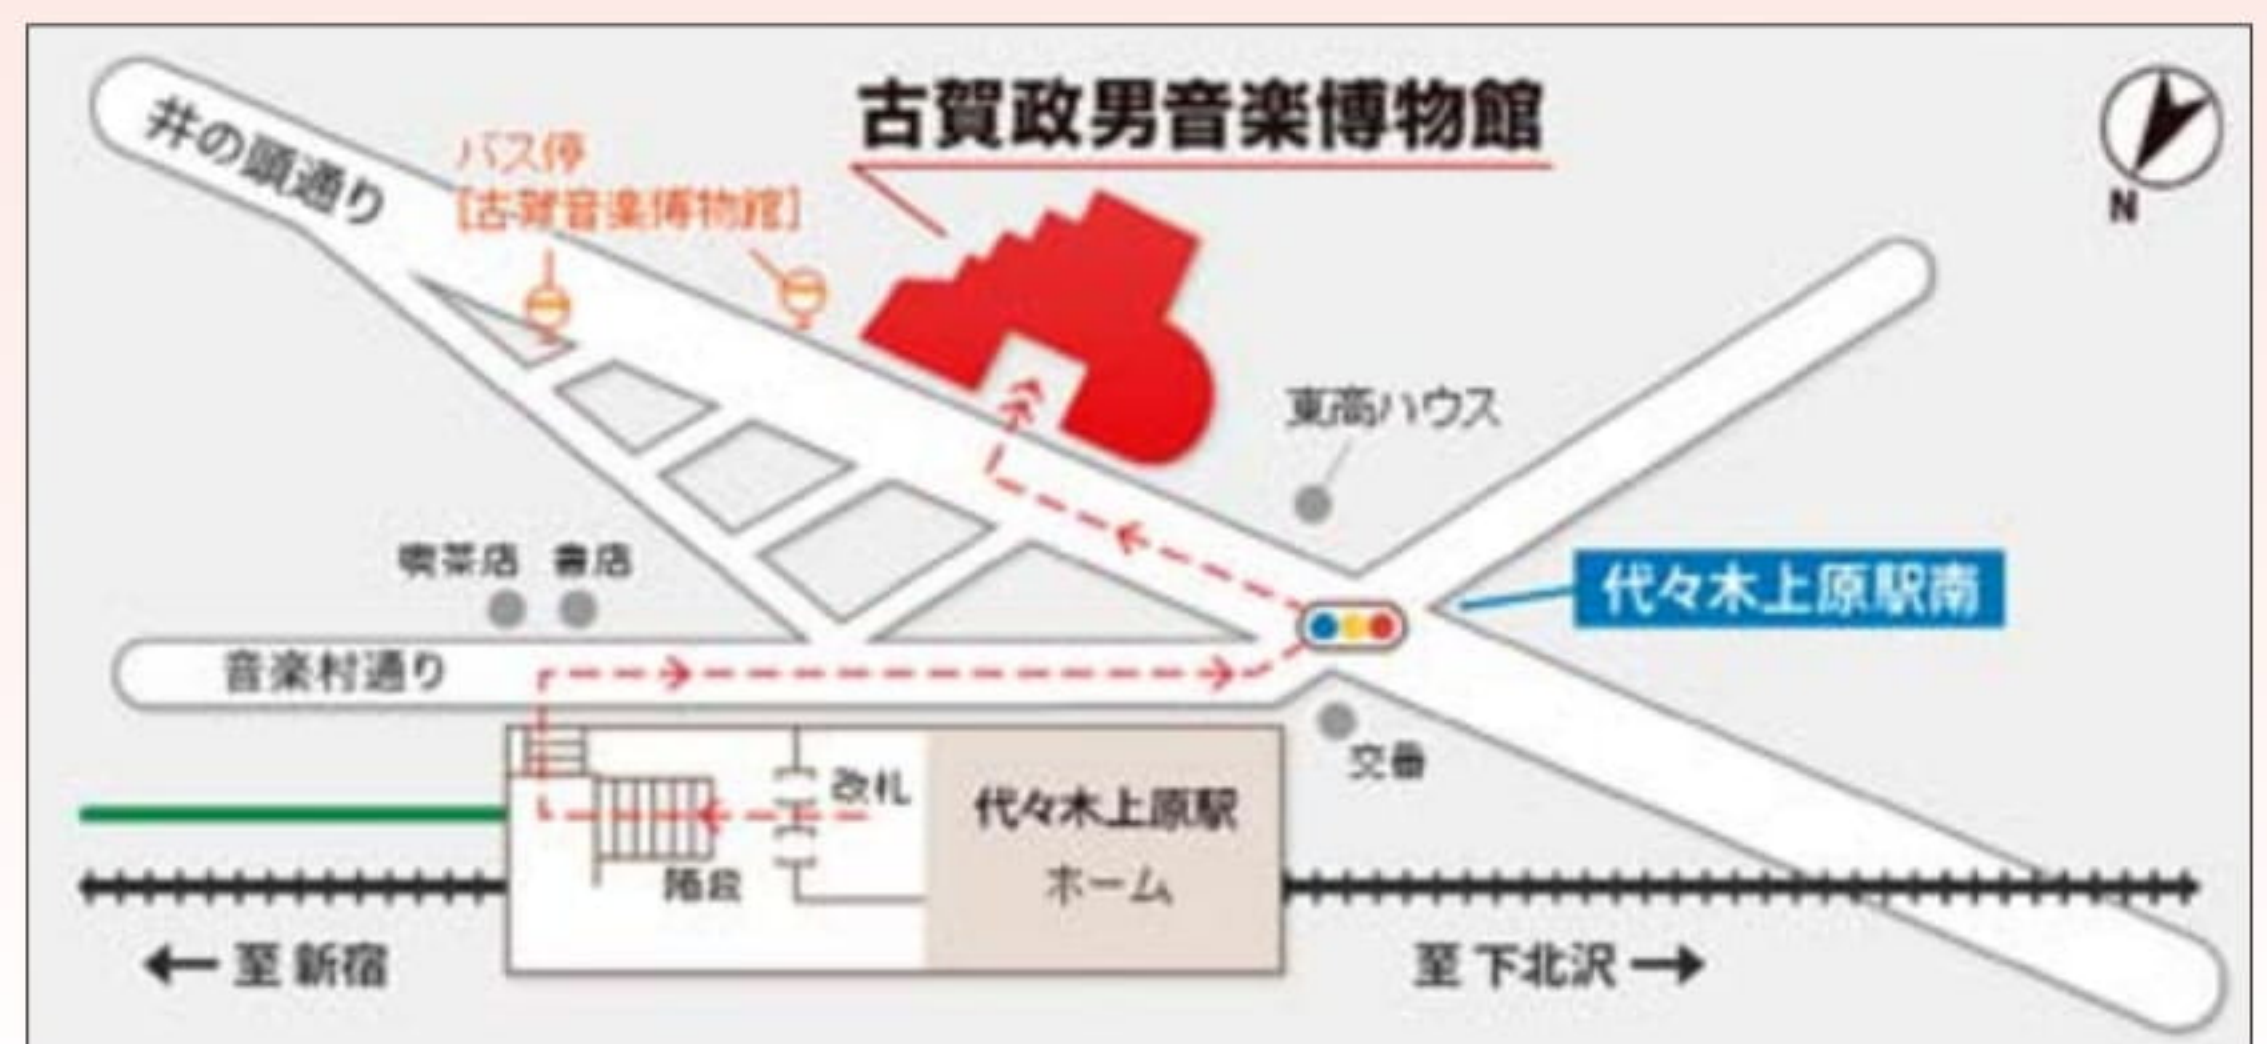 古賀政男音楽博物館
井の頭通り
バス停
[古賀音楽博物館]
N
東高ハウス
喫茶店 書店
代々木上原駅南
音楽村通り
交番
改札
代々木上原駅
ホーム
階段
← 至 新宿
至 下北沢 →